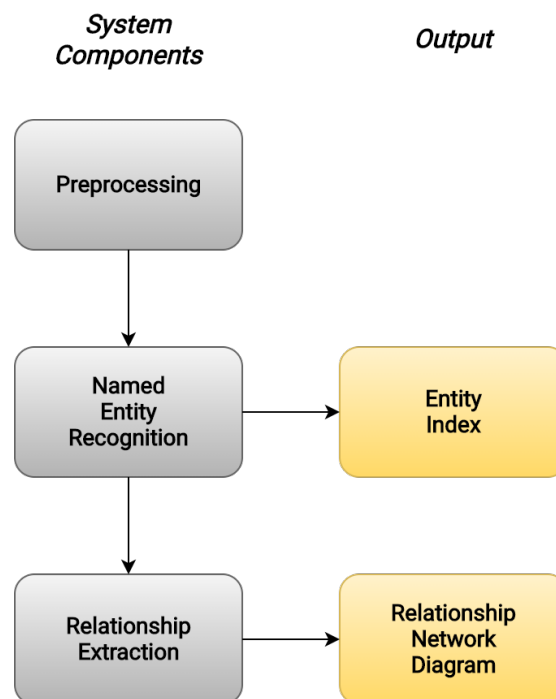 System
Components
Output
Preprocessing
Named
Entity
Recognition
Entity
Index
Relationship
Extraction
Relationship
Network
Diagram